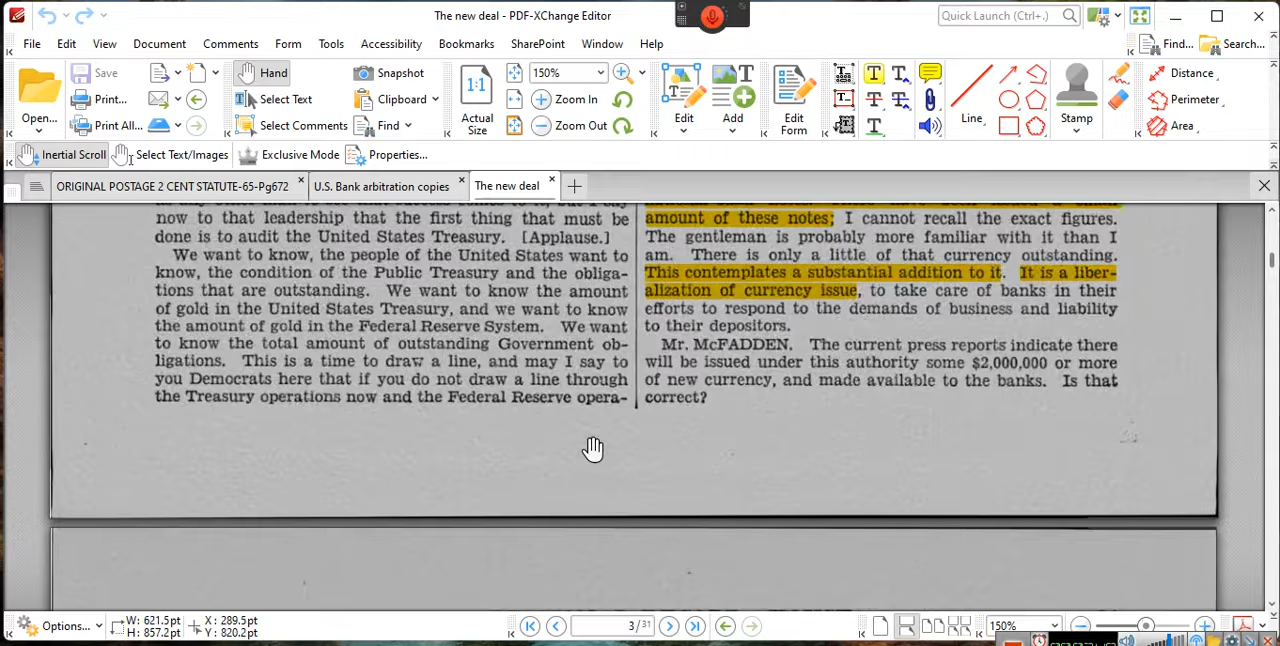 The new deal - PDF-XChange Editor
Quick Launch (Ctrl+.)
File Edit View Document Comments Form Tools Accessibility Bookmarks SharePoint Window Help
Find...
Search...
Save
Hand
Snapshot
150%
Distance
Print...
Select Text
Clipboard
Zoom In
Perimeter
Open...
Print All...
Select Comments
Find
1:1
Actual Size
Zoom Out
Edit
Add
Edit Form
Line
Stamp
Area
Inertial Scroll
Select Text/Images
Exclusive Mode
Properties...
ORIGINAL POSTAGE 2 CENT STATUTE-65-Pg672
U.S. Bank arbitration copies
The new deal
now to that leadership that the first thing that must be
done is to audit the United States Treasury. [Applause.]
We want to know, the people of the United States want to
know, the condition of the Public Treasury and the obliga-
tions that are outstanding. We want to know the amount
of gold in the United States Treasury, and we want to know
the amount of gold in the Federal Reserve System. We want
to know the total amount of outstanding Government ob-
ligations. This is a time to draw a line, and may I say to
you Democrats here that if you do not draw a line through
the Treasury operations now and the Federal Reserve opera-
amount of these notes; I cannot recall the exact figures.
The gentleman is probably more familiar with it than I
am. There is only a little of that currency outstanding.
This contemplates a substantial addition to it. It is a liber-
alization of currency issue, to take care of banks in their
efforts to respond to the demands of business and liability
to their depositors.
Mr. McFADDEN. The current press reports indicate there
will be issued under this authority some $2,000,000 or more
of new currency, and made available to the banks. Is that
correct?
Options...
W: 621.5pt
H: 857.2pt
X: 289.5pt
Y: 820.2pt
3/31
150%